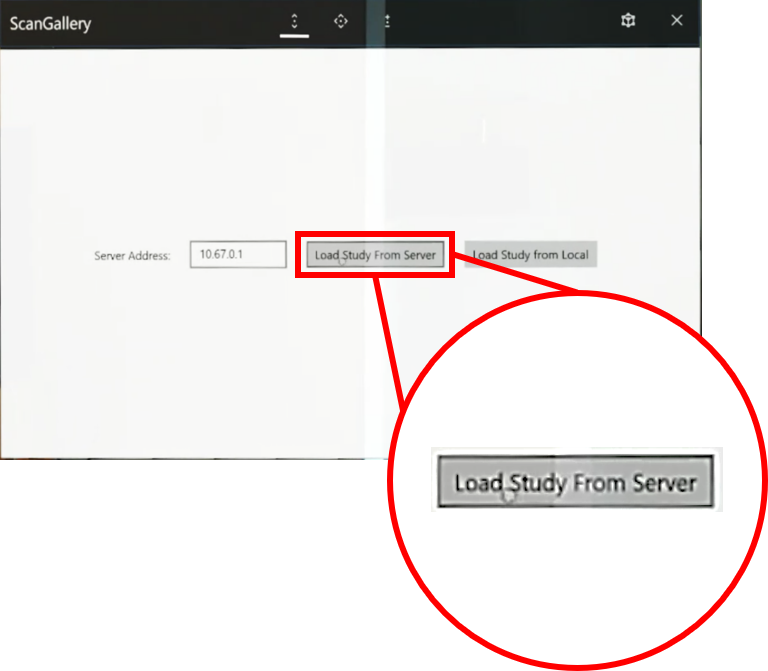 ScanGallery
Server Address: 10.67.0.1 Load Study From Server Load Study from Local
Load Study From Server